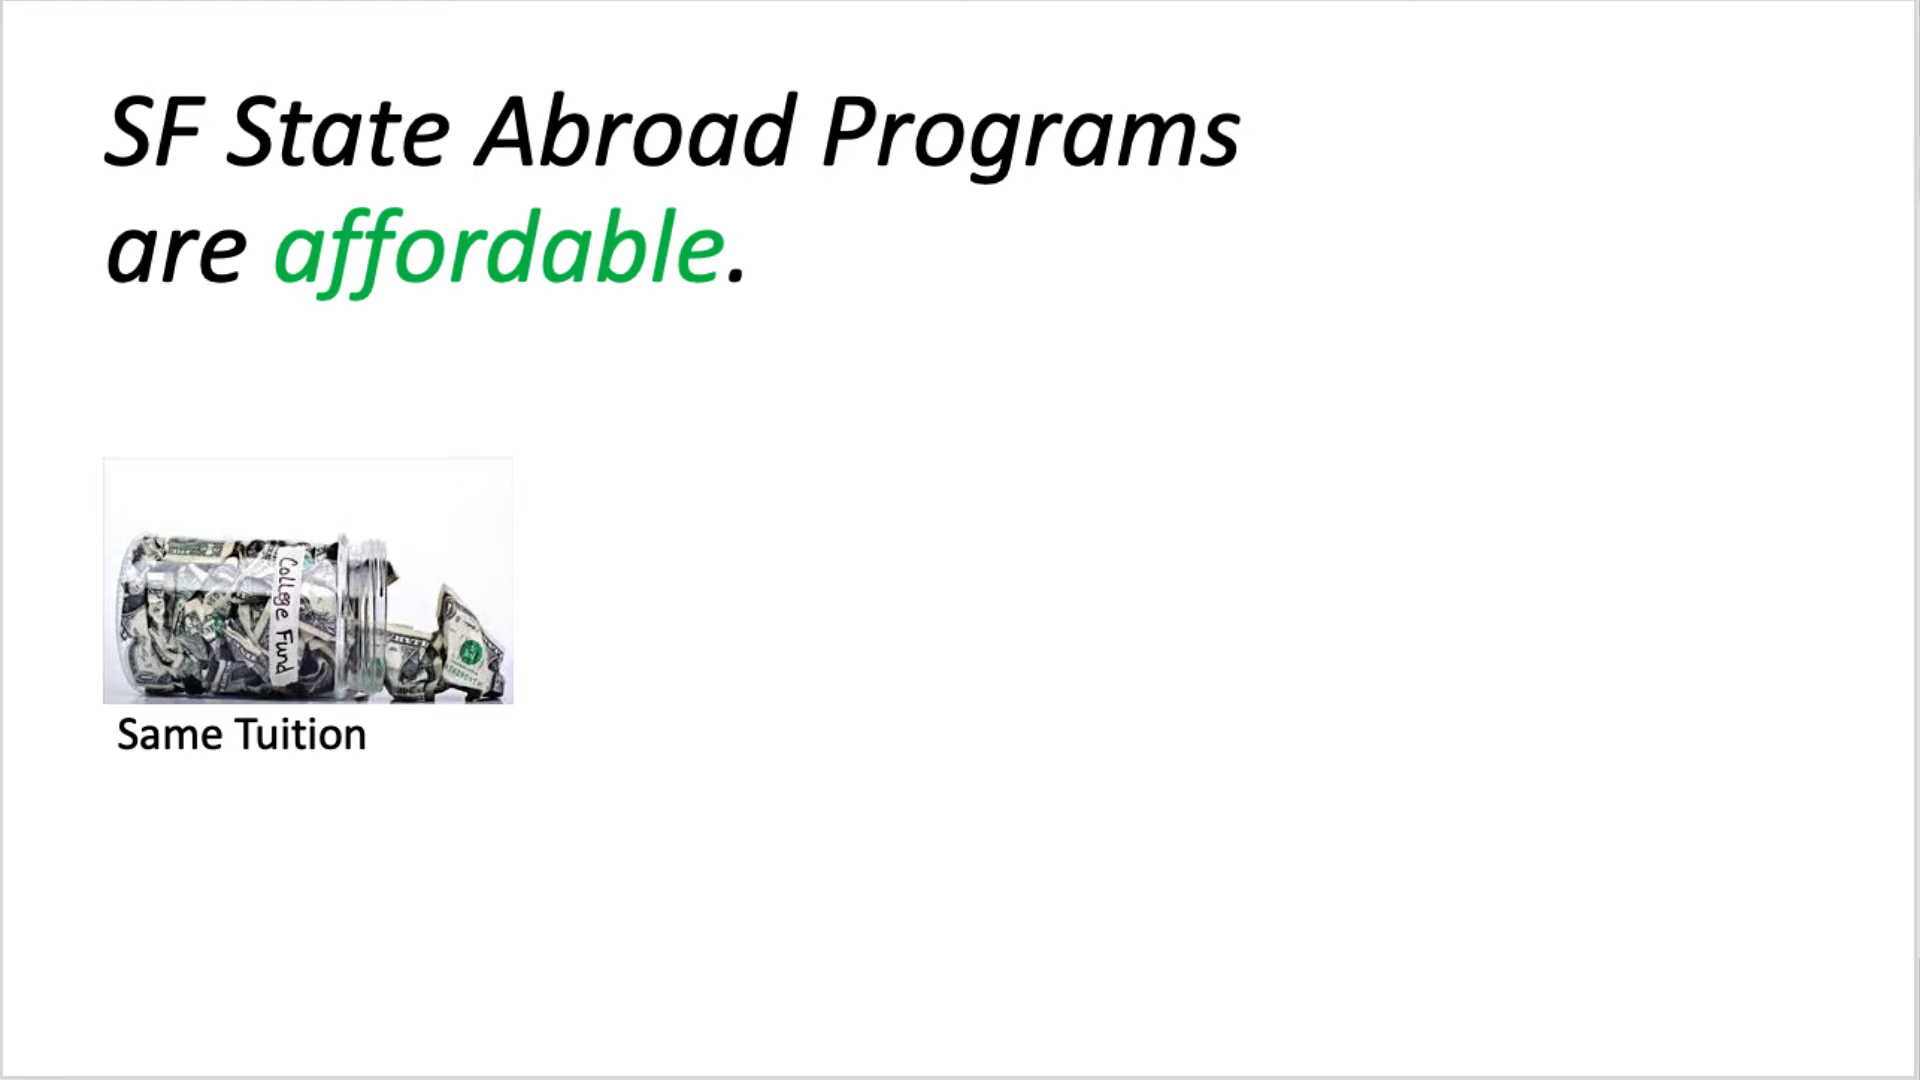 SF State Abroad Programs
are affordable.
College Fund
Same Tuition